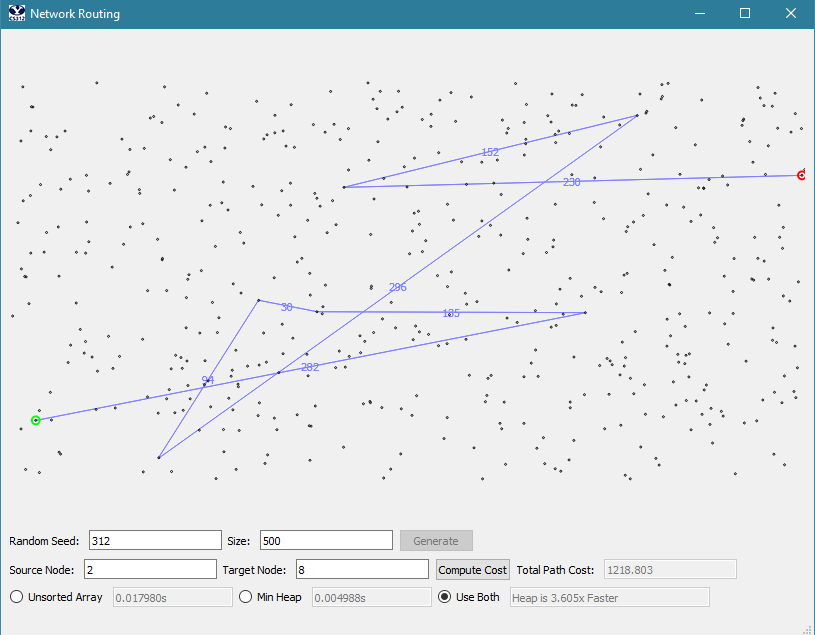 Network Routing
152
230
296
30
135
282
94
Random Seed: 312 Size: 500 Generate
Source Node: 2 Target Node: 8 Compute Cost Total Path Cost: 1218.803
Unsorted Array 0.017980s Min Heap 0.004988s Use Both Heap is 3.605x Faster